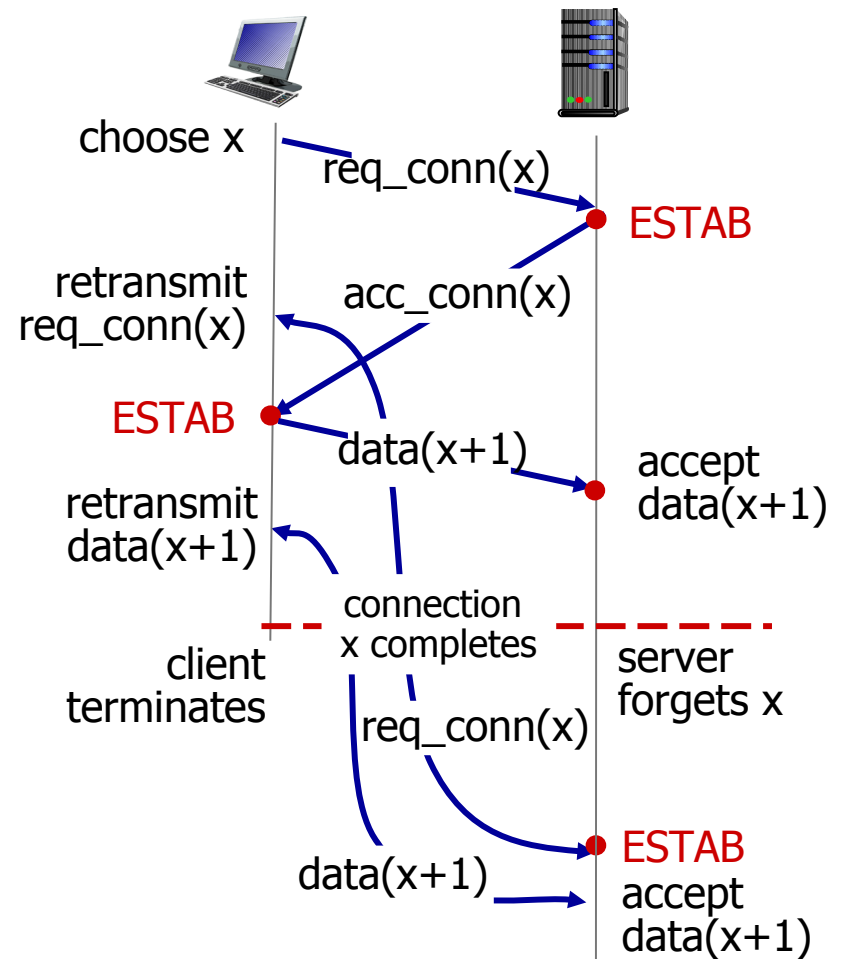 choose x
req_conn(x)
ESTAB
retransmit
req_conn(x)
acc_conn(x)
ESTAB
data(x+1)
accept
data(x+1)
retransmit
data(x+1)
connection
x completes
client
terminates
server
forgets x
req_conn(x)
ESTAB
data(x+1)
accept
data(x+1)